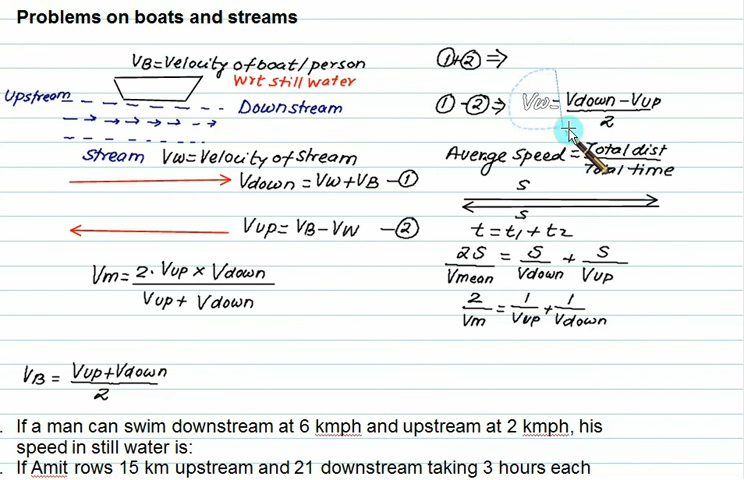 Problems on boats and streams
VB=Velocity of boat/person
wrt still water
Upstream
Downstream
Stream Vw=Velocity of Stream
Vdown = Vw+VB -①
Vup= VB-Vw -②
Vm= 2·Vup x Vdown
Vup+ Vdown
VB = Vup+Vdown
2
①+②⇒
①-②⇒ Vw= Vdown-Vup
2
Averge Speed= Total dist
Total time
S
S
t=t1+t2
2S = S + S
Vmean Vdown Vup
2 = 1 + 1
Vm Vup Vdown
. If a man can swim downstream at 6 kmph and upstream at 2 kmph, his
speed in still water is:
. If Amit rows 15 km upstream and 21 downstream taking 3 hours each